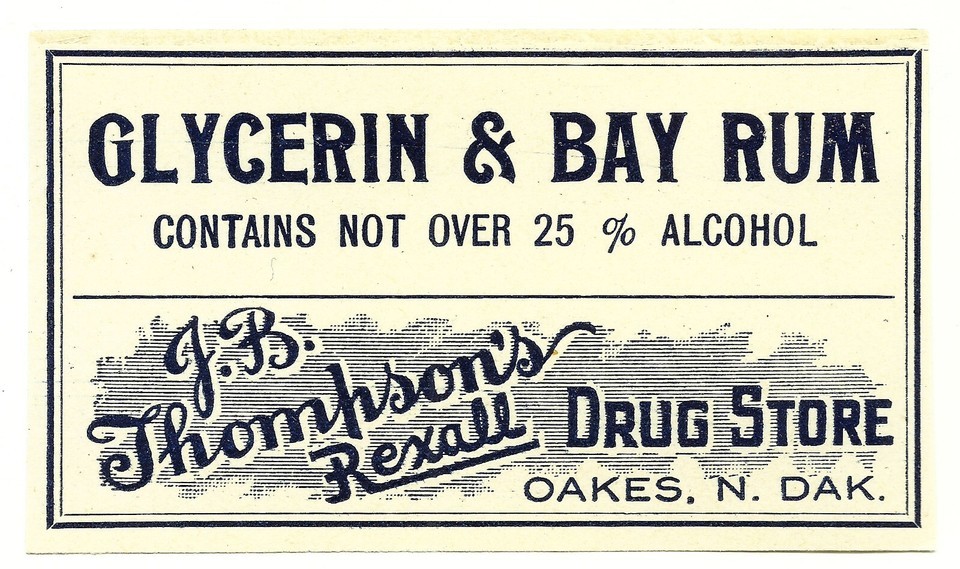 GLYCERIN & BAY RUM
CONTAINS NOT OVER 25 % ALCOHOL
J. B.
Thompson's
Rexall DRUG STORE
OAKES, N. DAK.